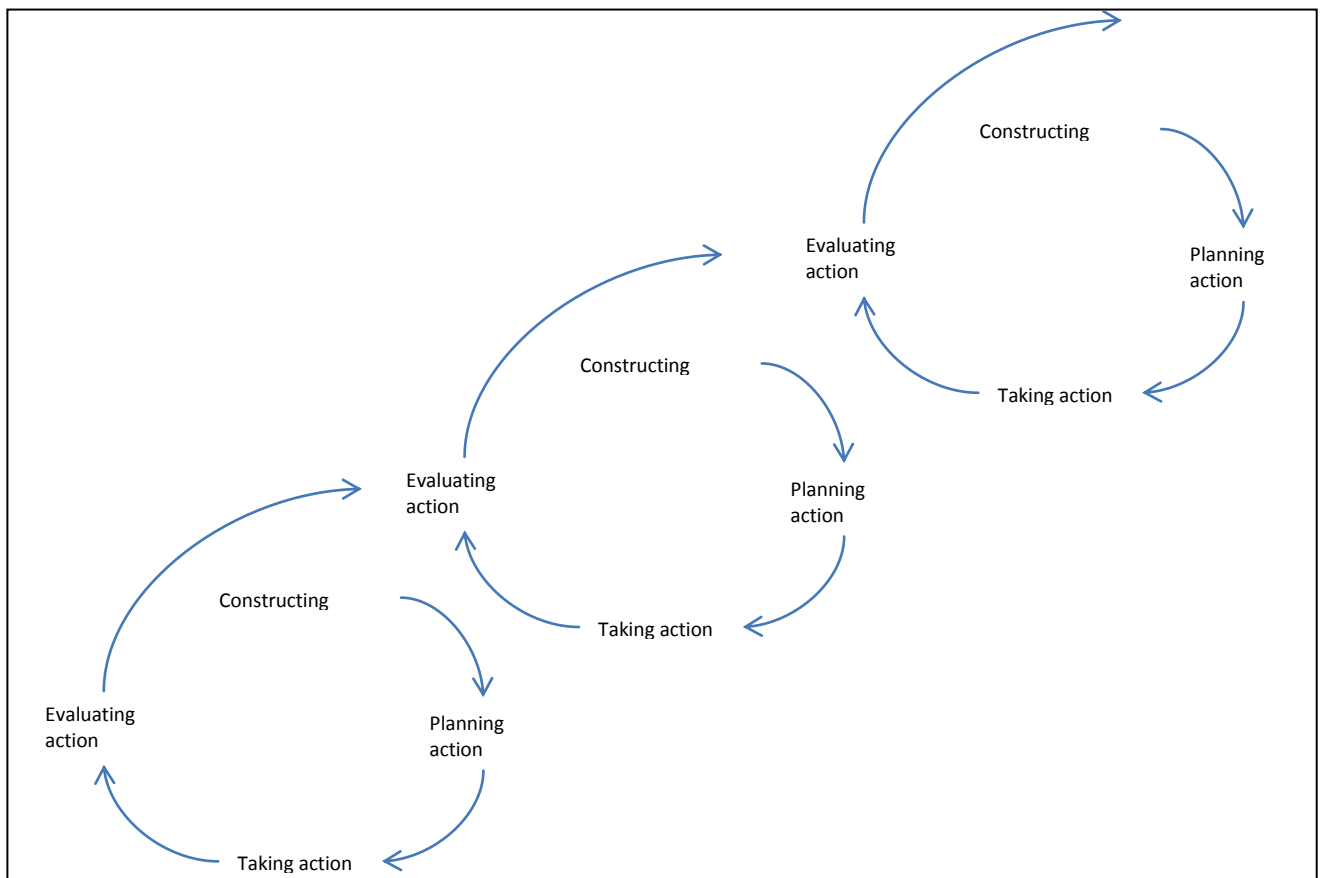 Constructing
Evaluating
action
Planning
action
Taking action
Constructing
Evaluating
action
Planning
action
Taking action
Constructing
Evaluating
action
Planning
action
Taking action